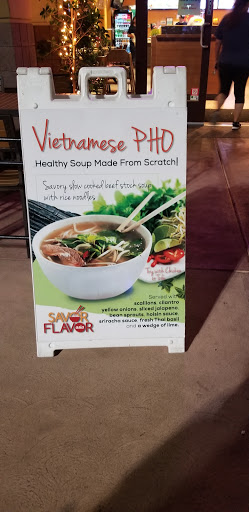 Vietnamese PHO
Healthy Soup Made From Scratch!
Savory, slow cooked beef stock soup
with rice noodles
Served with
scallions, cilantro
yellow onions, sliced jalapeno,
bean sprouts, hoisin sauce,
sriracha sauce, fresh Thai basil
and a wedge of lime.
SAVOR
FLAVOR